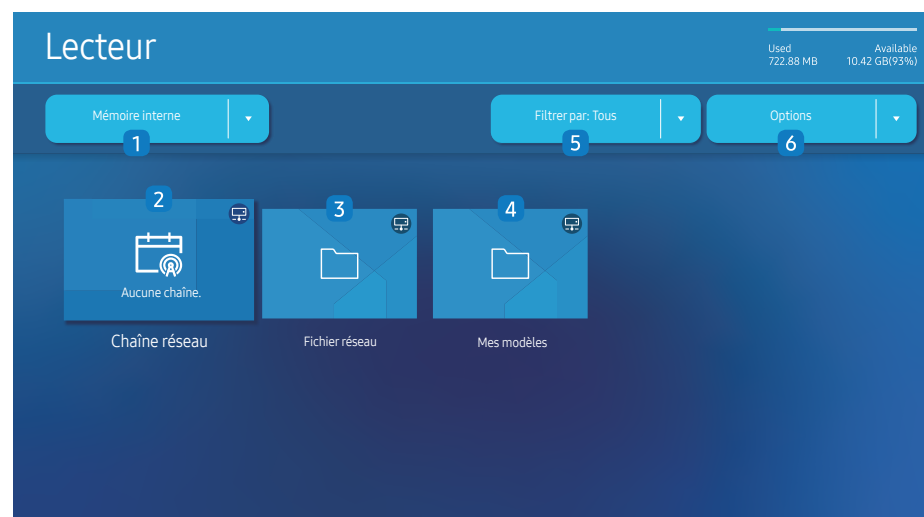 Lecteur
Used Available
722.88 MB 10.42 GB(93%)
Mémoire interne
Filtrer par: Tous
Options
1
5
6
2
3
4
Aucune chaîne.
Chaîne réseau
Fichier réseau
Mes modèles